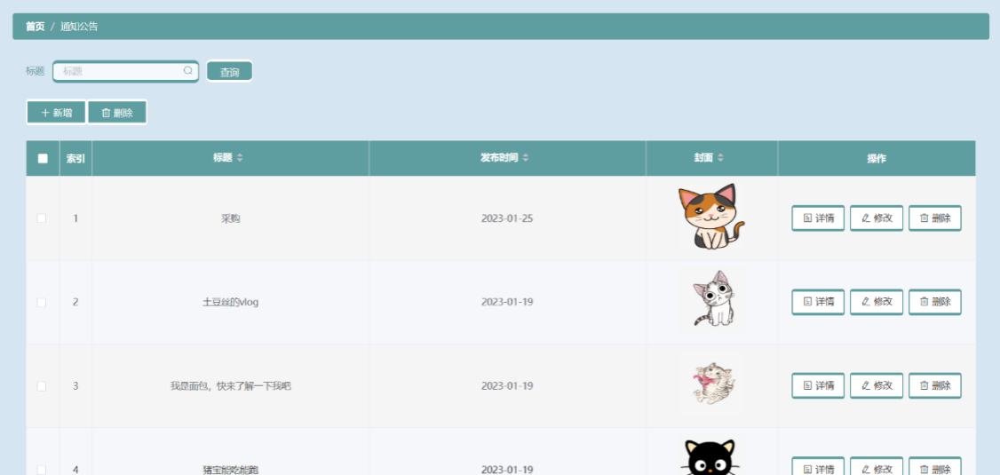 首页 / 通知公告
标题 标题 查询
新增 删除
索引 标题 发布时间 封面 操作
1 采购 2023-01-25 详情 修改 删除
2 土豆丝的vlog 2023-01-19 详情 修改 删除
3 我是面包，快来了解一下我吧 2023-01-19 详情 修改 删除
4 猪宝能吃能跑 2023-01-19 详情 修改 删除